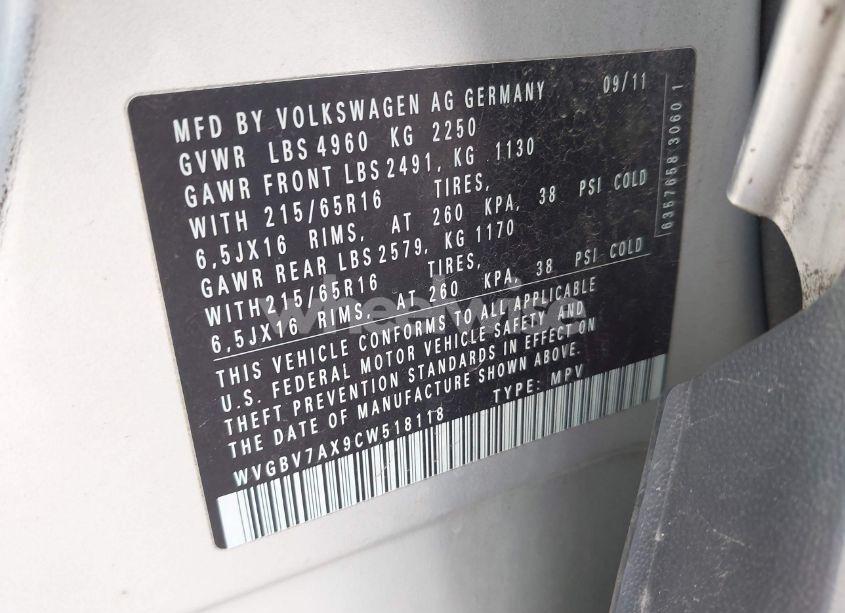 MFD BY VOLKSWAGEN AG GERMANY 09/11
GVWR LBS 4960 KG 2250
GAWR FRONT LBS 2491, KG 1130
WITH 215/65R16 TIRES,
6,5JX16 RIMS, AT 260 KPA, 38 PSI COLD
GAWR REAR LBS 2579, KG 1170
WITH 215/65R16 TIRES,
6,5JX16 RIMS, AT 260 KPA, 38 PSI COLD
THIS VEHICLE CONFORMS TO ALL APPLICABLE
U.S. FEDERAL MOTOR VEHICLE SAFETY AND
THEFT PREVENTION STANDARDS IN EFFECT ON
THE DATE OF MANUFACTURE SHOWN ABOVE.
WVGBV7AX9CW518118 TYPE: MPV
6357658 3060 1
wheelwise